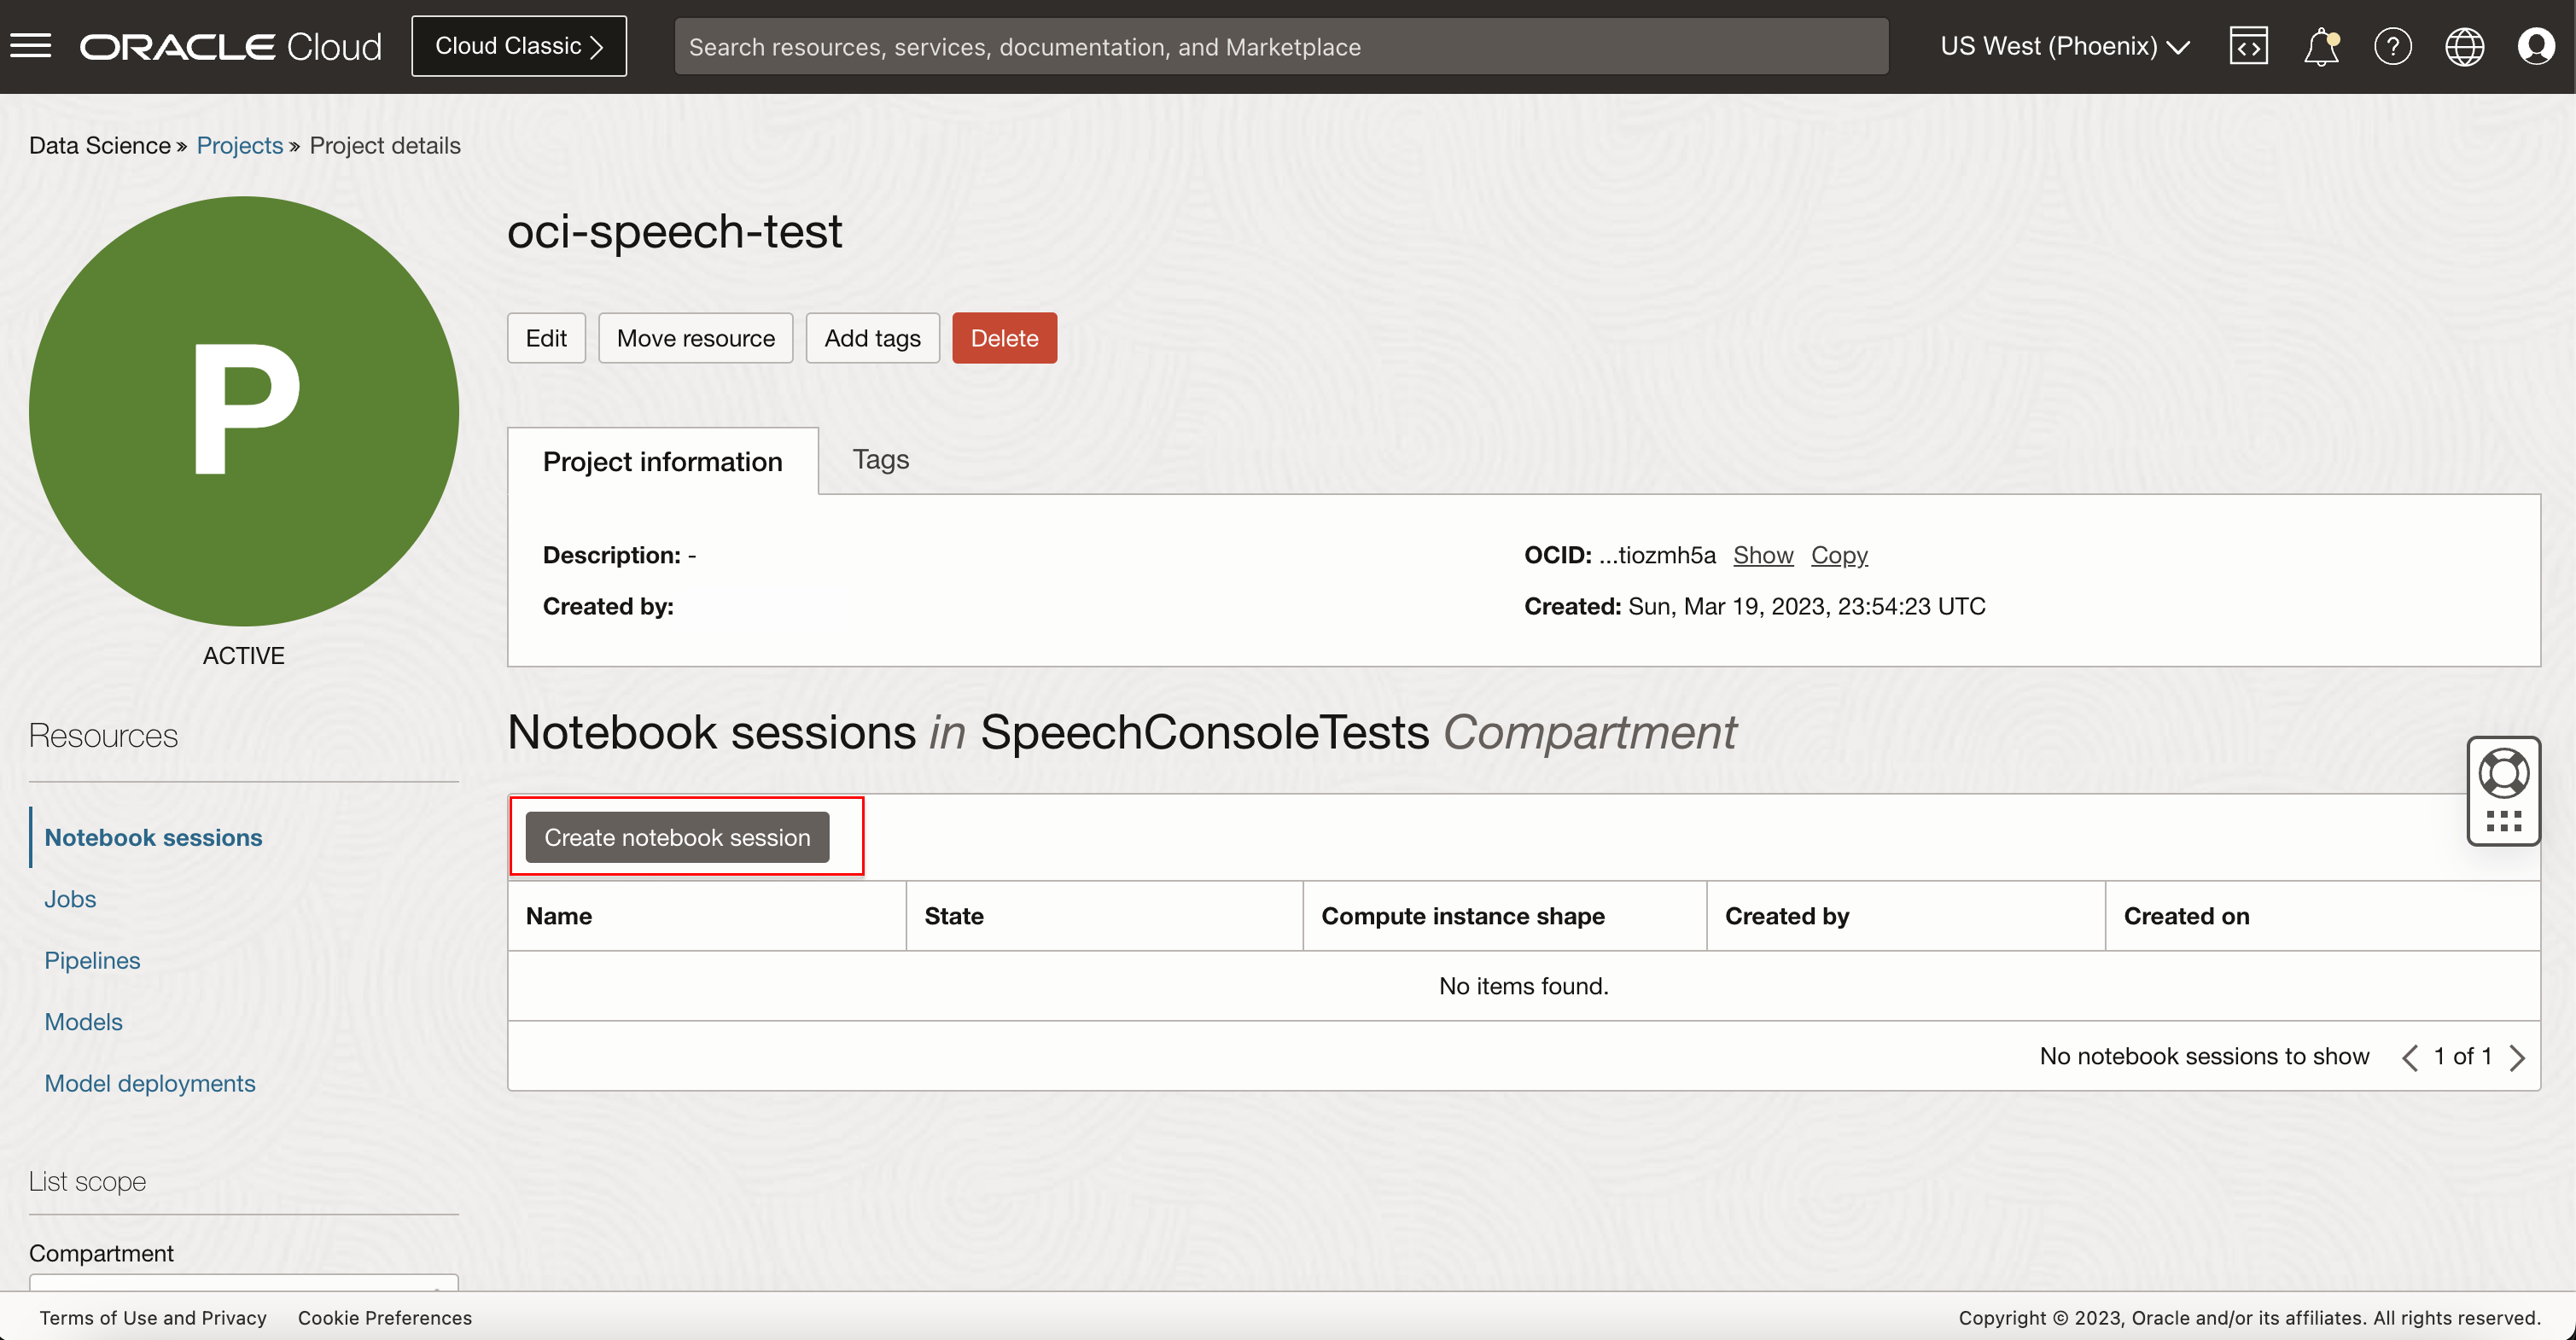 ORACLE Cloud
Cloud Classic
Search resources, services, documentation, and Marketplace
US West (Phoenix)
Data Science » Projects » Project details
P
ACTIVE
oci-speech-test
Edit
Move resource
Add tags
Delete
Project information
Tags
Description: -
OCID: ...tiozmh5a Show Copy
Created by:
Created: Sun, Mar 19, 2023, 23:54:23 UTC
Resources
Notebook sessions
Jobs
Pipelines
Models
Model deployments
List scope
Compartment
Notebook sessions in SpeechConsoleTests Compartment
Create notebook session
Name State Compute instance shape Created by Created on
No items found.
No notebook sessions to show 1 of 1
Terms of Use and Privacy Cookie Preferences
Copyright © 2023, Oracle and/or its affiliates. All rights reserved.